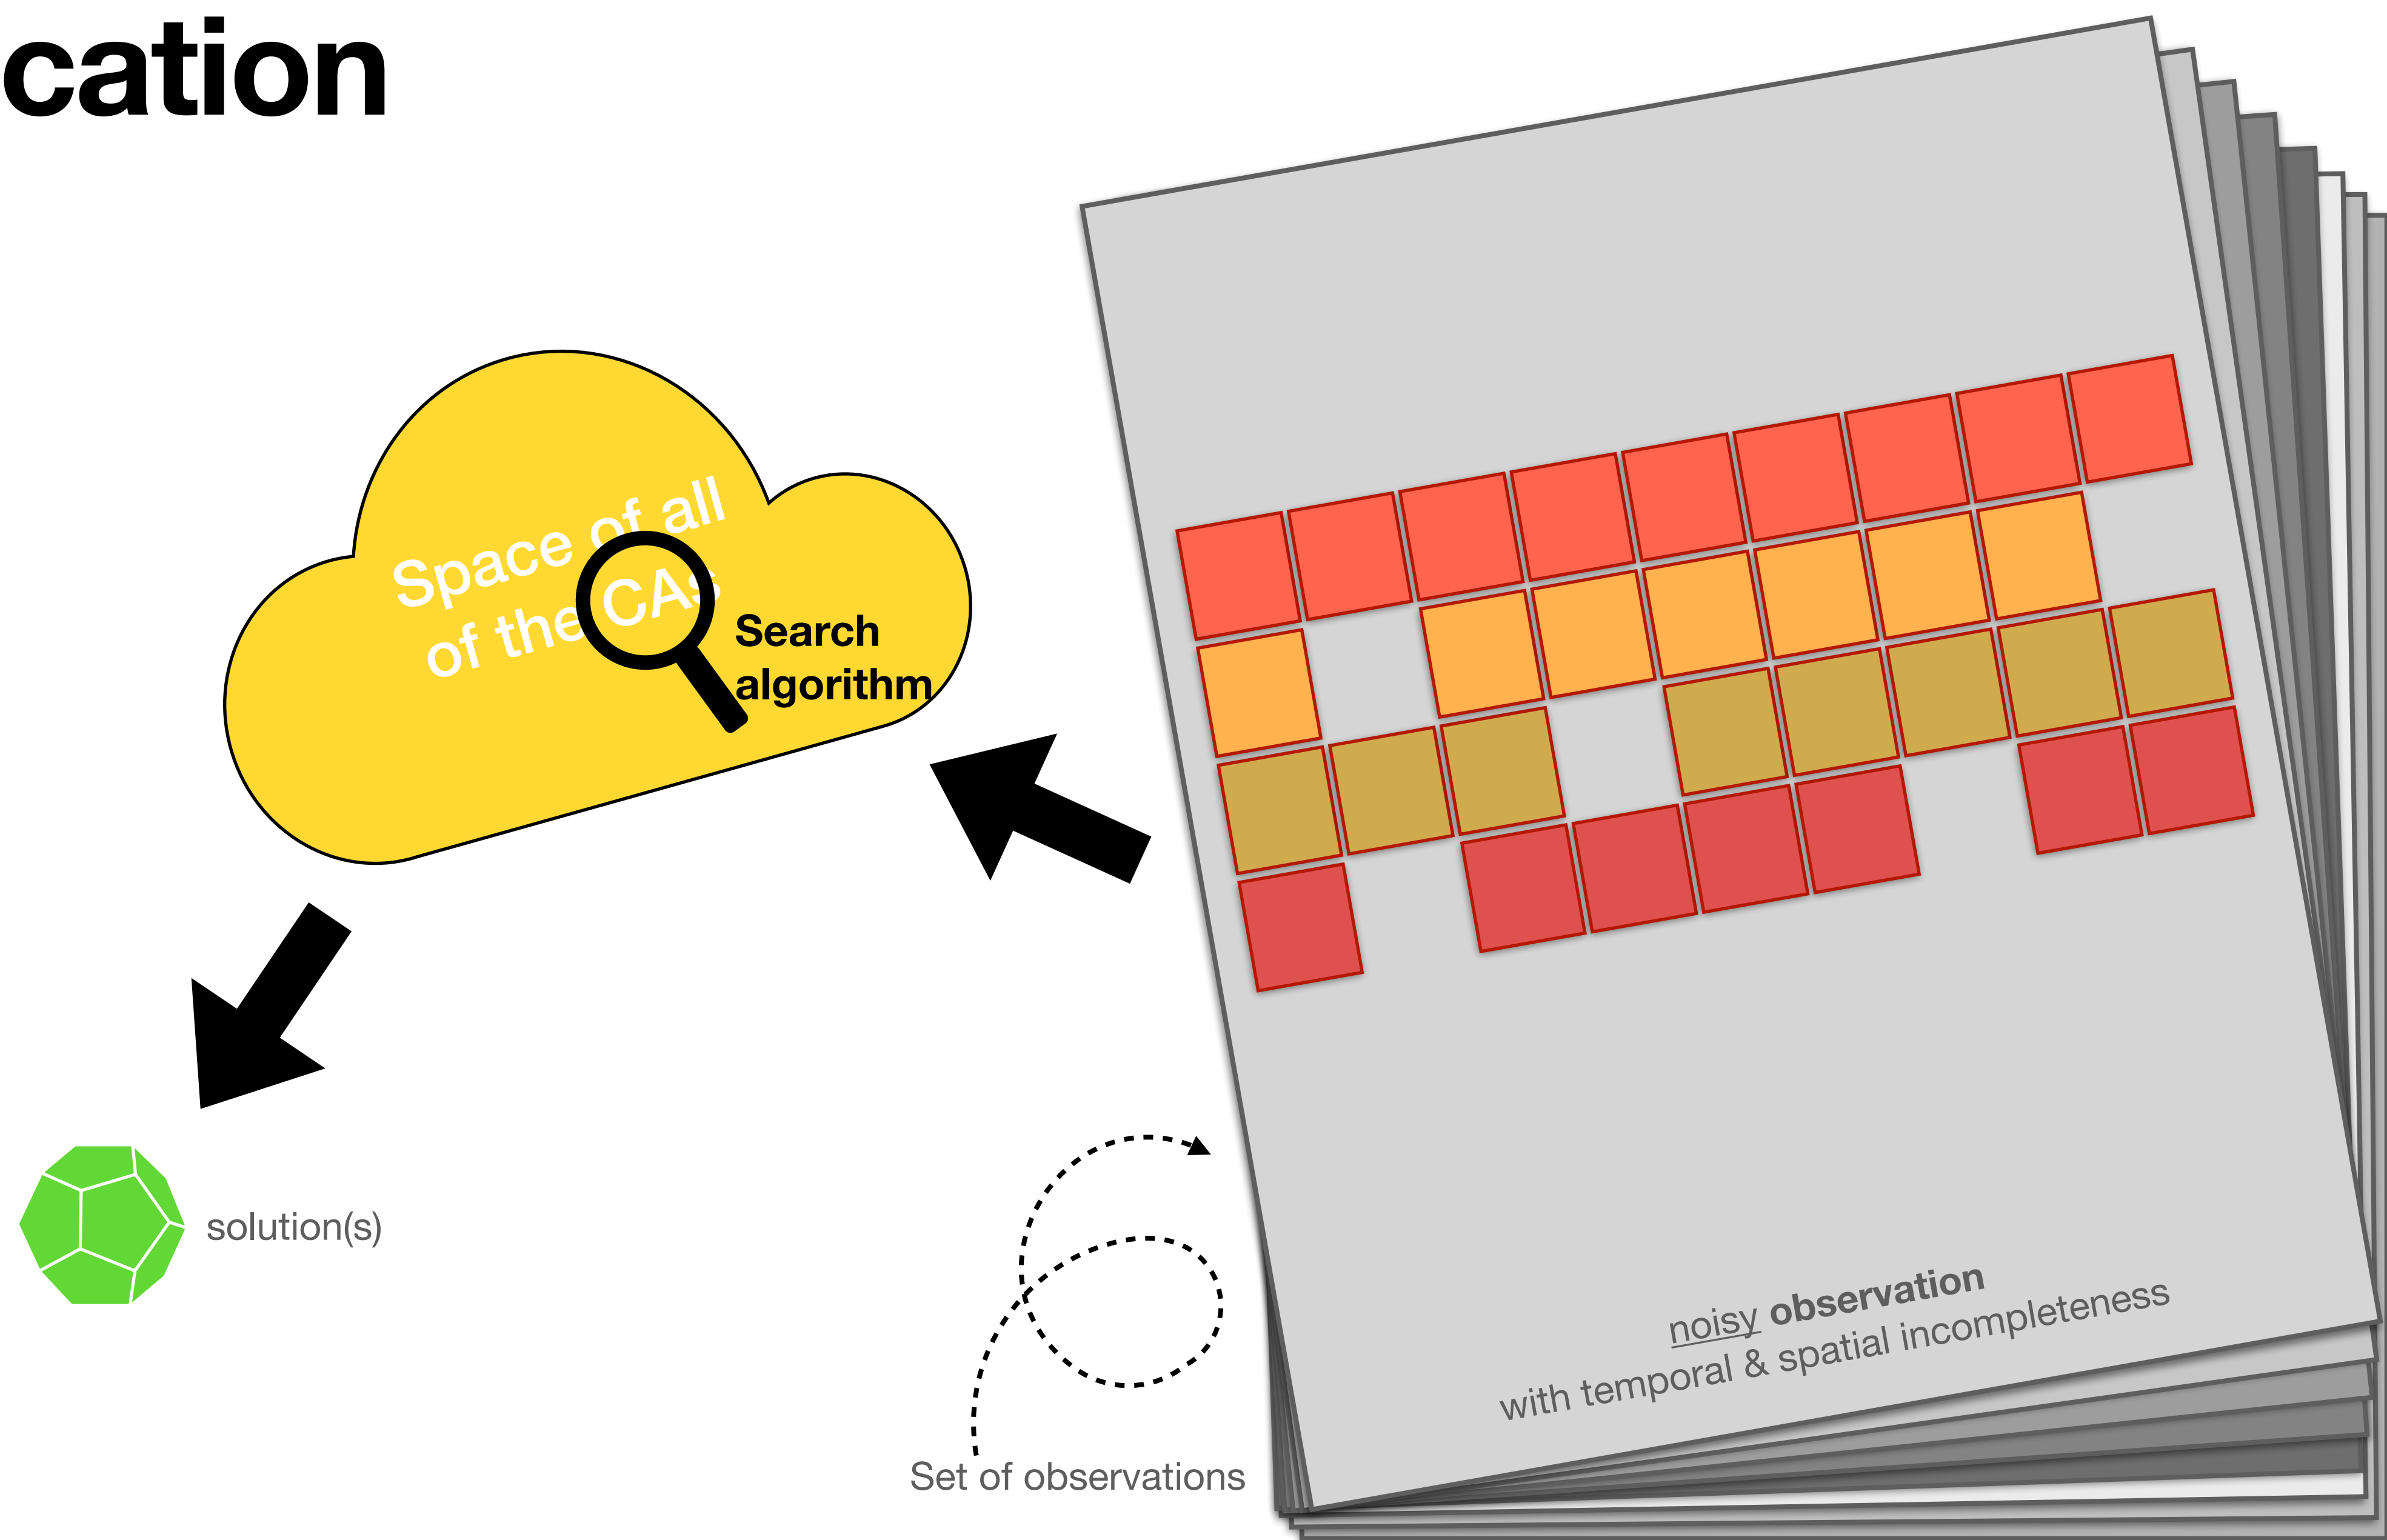 cation
Space of all
of the CAs
Search
algorithm
solution(s)
noisy observation
with temporal & spatial incompleteness
Set of observations